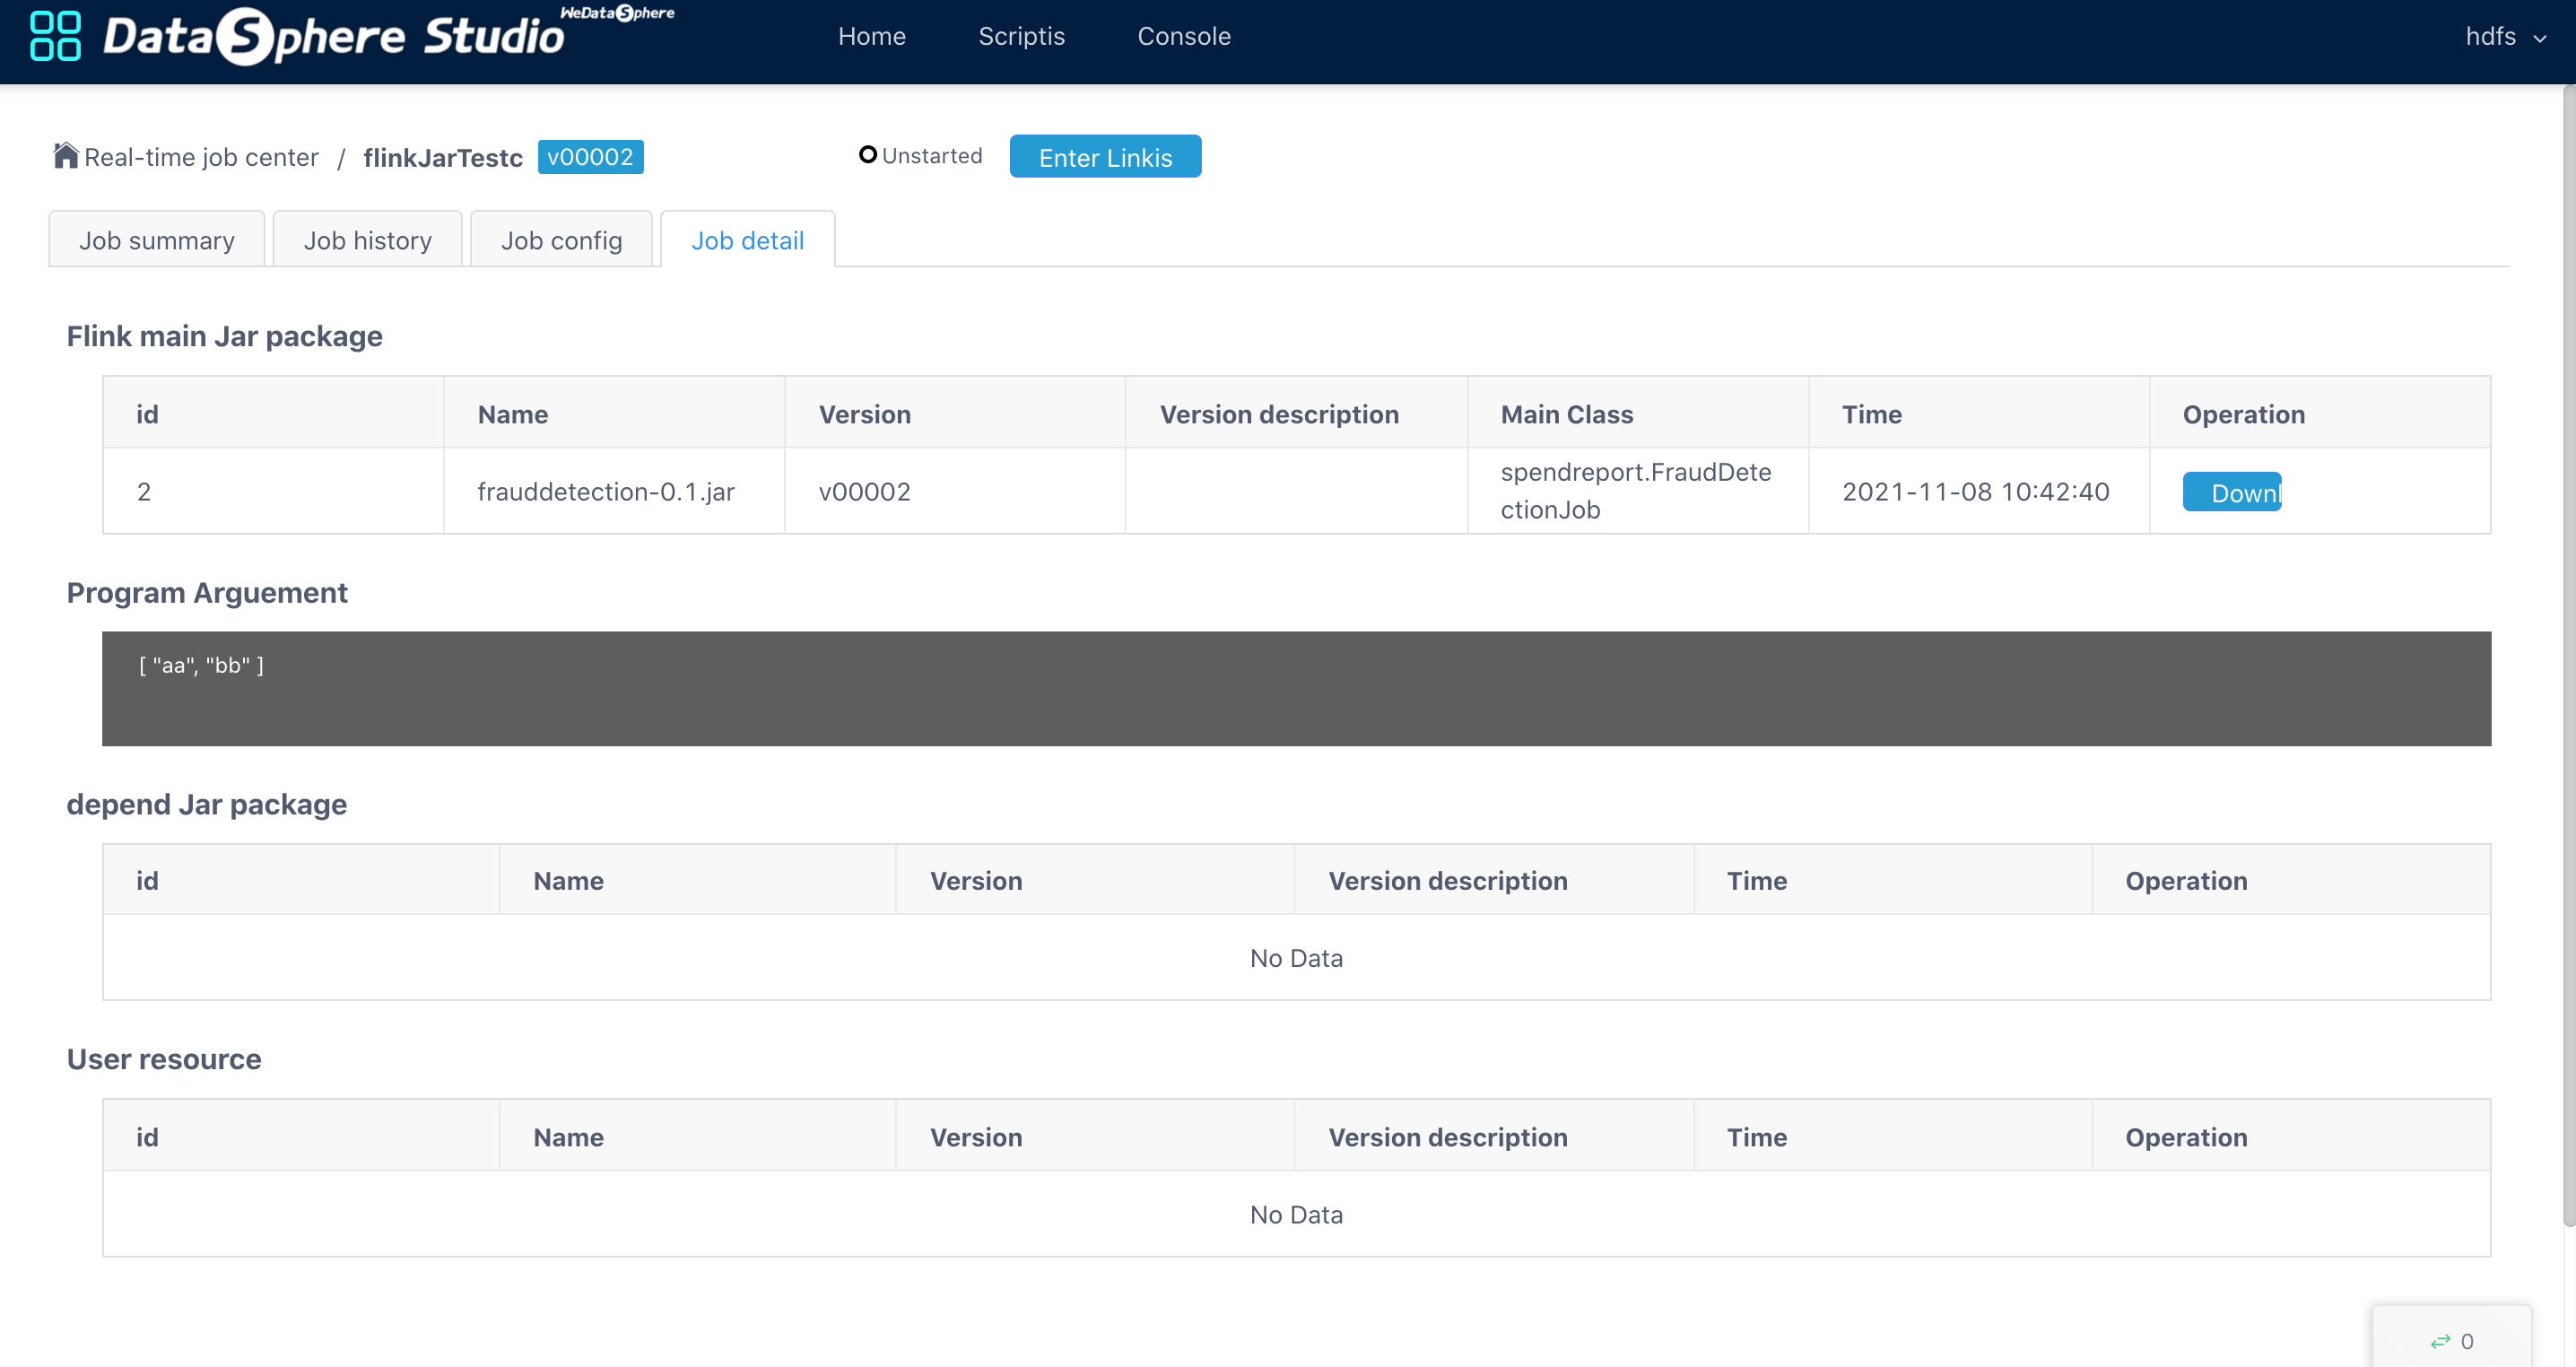 DataSphere Studio WeDataSphere Home Scriptis Console hdfs
Real-time job center / flinkJarTestc v00002 Unstarted Enter Linkis
Job summary Job history Job config Job detail
Flink main Jar package
id Name Version Version description Main Class Time Operation
2 frauddetection-0.1.jar v00002 spendreport.FraudDete 2021-11-08 10:42:40 Downl
ctionJob
Program Arguement
[ "aa", "bb" ]
depend Jar package
id Name Version Version description Time Operation
No Data
User resource
id Name Version Version description Time Operation
No Data
0